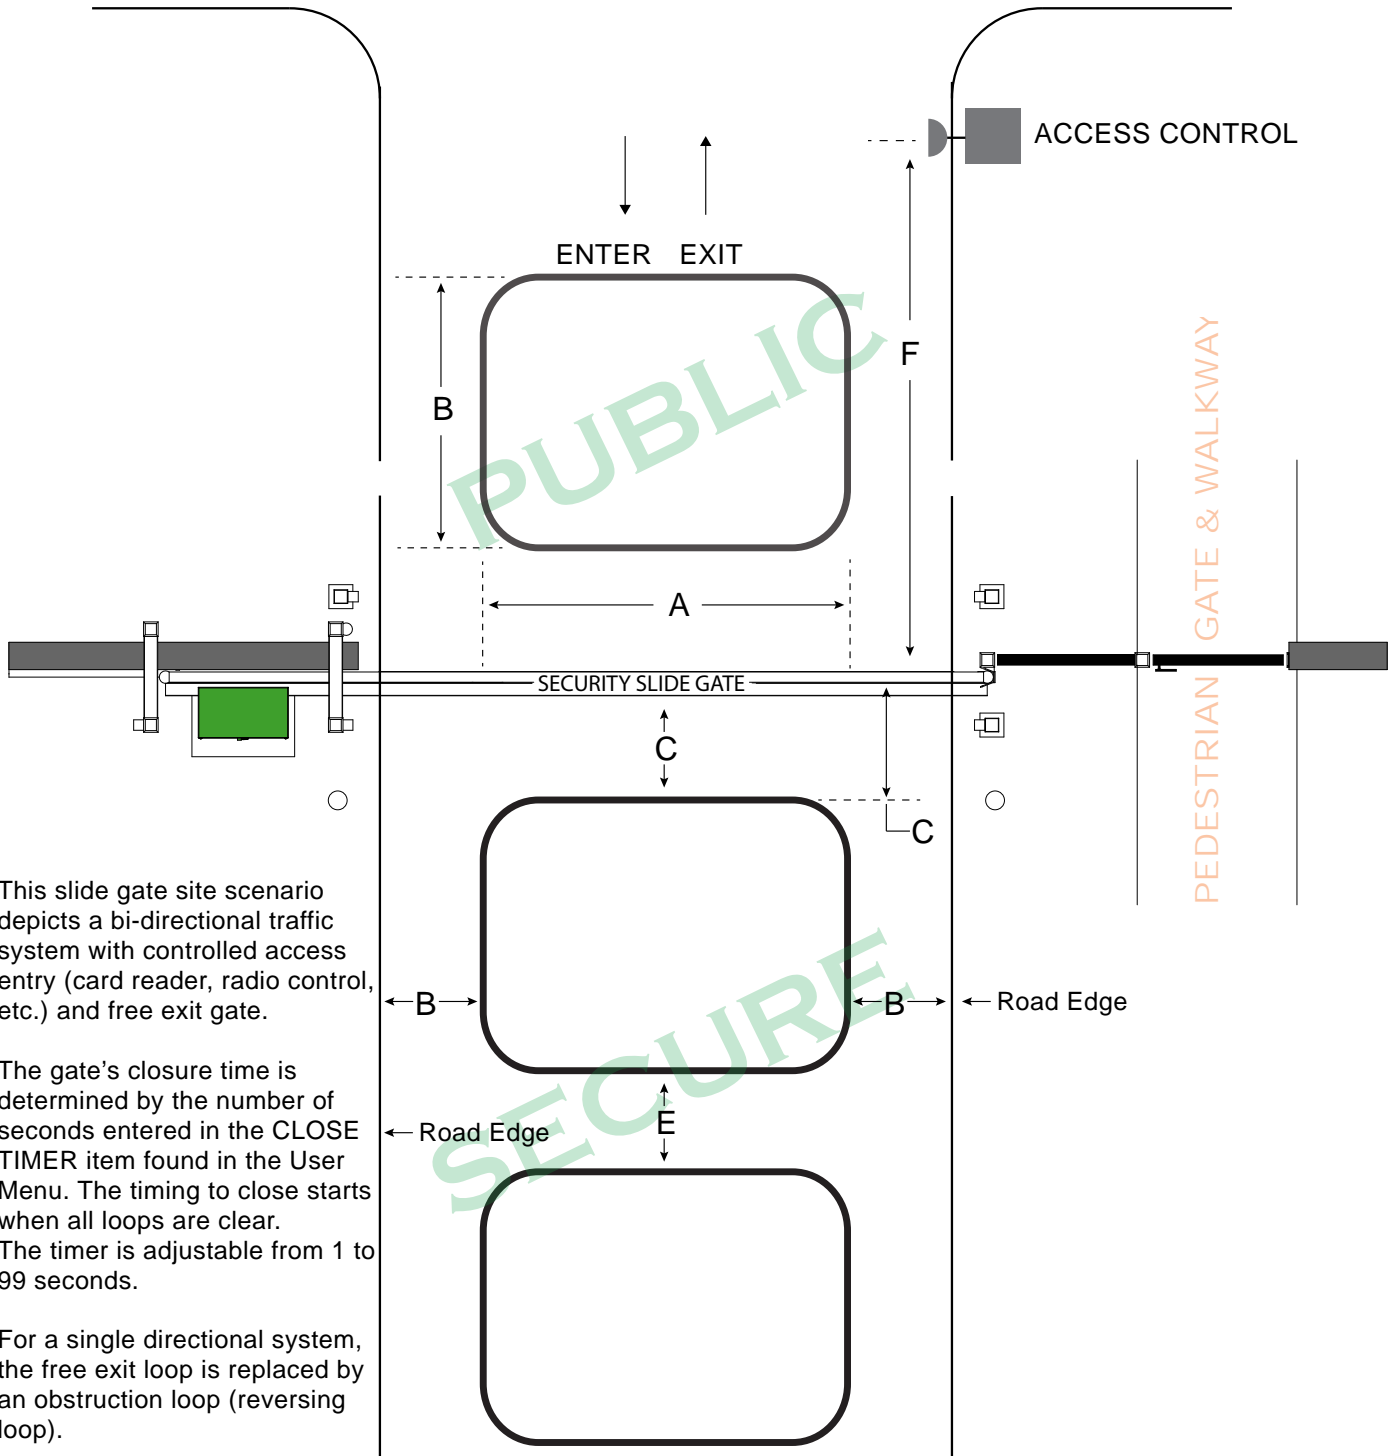 ACCESS CONTROL
ENTER EXIT
PUBLIC
F
B
A
PEDESTRIAN GATE & WALKWAY
SECURITY SLIDE GATE
C
C
This slide gate site scenario
depicts a bi-directional traffic
system with controlled access
entry (card reader, radio control,
etc.) and free exit gate.
B
B
Road Edge
SECURE
The gate’s closure time is
determined by the number of
seconds entered in the CLOSE
TIMER item found in the User
Menu. The timing to close starts
when all loops are clear.
The timer is adjustable from 1 to
99 seconds.
E
Road Edge
For a single directional system,
the free exit loop is replaced by
an obstruction loop (reversing
loop).